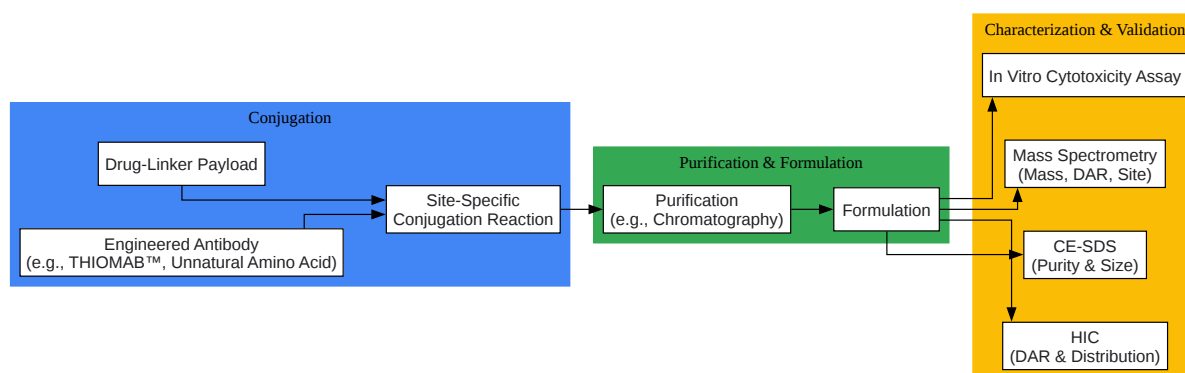 Conjugation
Drug-Linker Payload
Engineered Antibody
(e.g., THIOMAB™, Unnatural Amino Acid)
Site-Specific
Conjugation Reaction
Purification & Formulation
Purification
(e.g., Chromatography)
Formulation
Characterization & Validation
In Vitro Cytotoxicity Assay
Mass Spectrometry
(Mass, DAR, Site)
CE-SDS
(Purity & Size)
HIC
(DAR & Distribution)